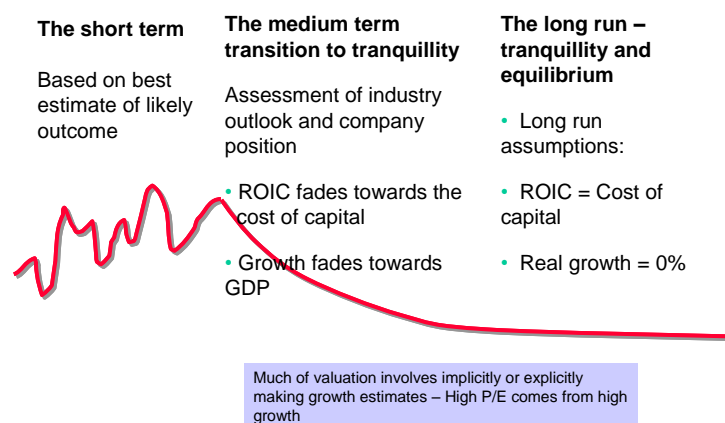 The short term
Based on best
estimate of likely
outcome
The medium term
transition to tranquillity
Assessment of industry
outlook and company
position
• ROIC fades towards the
cost of capital
• Growth fades towards
GDP
The long run –
tranquillity and
equilibrium
• Long run
assumptions:
• ROIC = Cost of
capital
• Real growth = 0%
Much of valuation involves implicitly or explicitly
making growth estimates – High P/E comes from high
growth